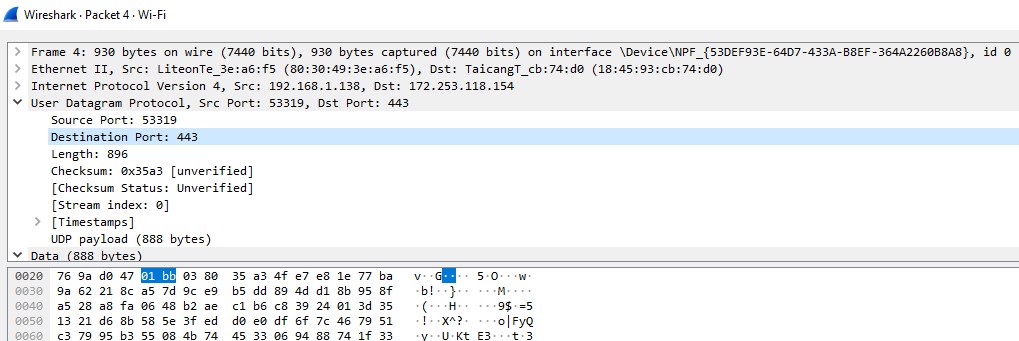 Wireshark · Packet 4 · Wi-Fi
Frame 4: 930 bytes on wire (7440 bits), 930 bytes captured (7440 bits) on interface \Device\NPF_{53DEF93E-64D7-433A-B8EF-364A2260B8A8}, id 0
Ethernet II, Src: LiteonTe_3e:a6:f5 (80:30:49:3e:a6:f5), Dst: TaicangT_cb:74:d0 (18:45:93:cb:74:d0)
Internet Protocol Version 4, Src: 192.168.1.138, Dst: 172.253.118.154
User Datagram Protocol, Src Port: 53319, Dst Port: 443
Source Port: 53319
Destination Port: 443
Length: 896
Checksum: 0x35a3 [unverified]
[Checksum Status: Unverified]
[Stream index: 0]
[Timestamps]
UDP payload (888 bytes)
Data (888 bytes)
0020 76 9a d0 47 01 bb 03 80 35 a3 4f e7 e8 1e 77 ba v··G···· 5·O···w·
0030 9a 62 21 8c a5 7d 9c e9 b5 dd 89 4d d1 8b 95 8f ·b!··}·· ···M····
0040 a5 28 a8 fa 06 48 b2 ae c1 b6 c8 39 24 01 3d 35 ·(···H·· ···9$·=5
0050 13 21 d6 8b 58 5e 3f ed d0 e0 df 6f 7c 46 79 51 ·!··X^?· ···o|FyQ
0060 c3 79 95 b3 55 08 4b 74 45 33 06 94 88 74 1f 33 ·y··U·Kt E3···t·3